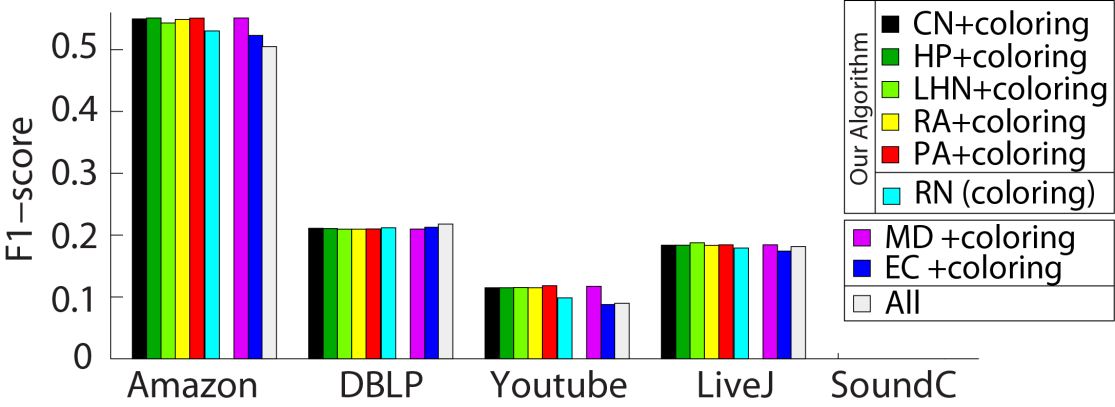 F1−score
0.5
0.4
0.3
0.2
0.1
0
Amazon
DBLP
Youtube
LiveJ
SoundC
Our Algorithm
CN+coloring
HP+coloring
LHN+coloring
RA+coloring
PA+coloring
RN (coloring)
MD +coloring
EC +coloring
All